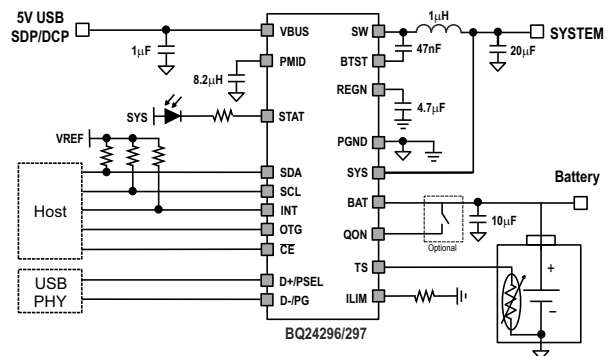 5V USB
SDP/DCP
1μF
VBUS
8.2μH
PMID
SYS
STAT
VREF
Host
SDA
SCL
INT
OTG
CE
USB
PHY
D+/PSEL
D-/PG
SW
1μH
SYSTEM
47nF
20μF
BTST
REGN
4.7μF
PGND
SYS
BAT
Battery
10μF
QON
Optional
TS
+
−
ILIM
BQ24296/297